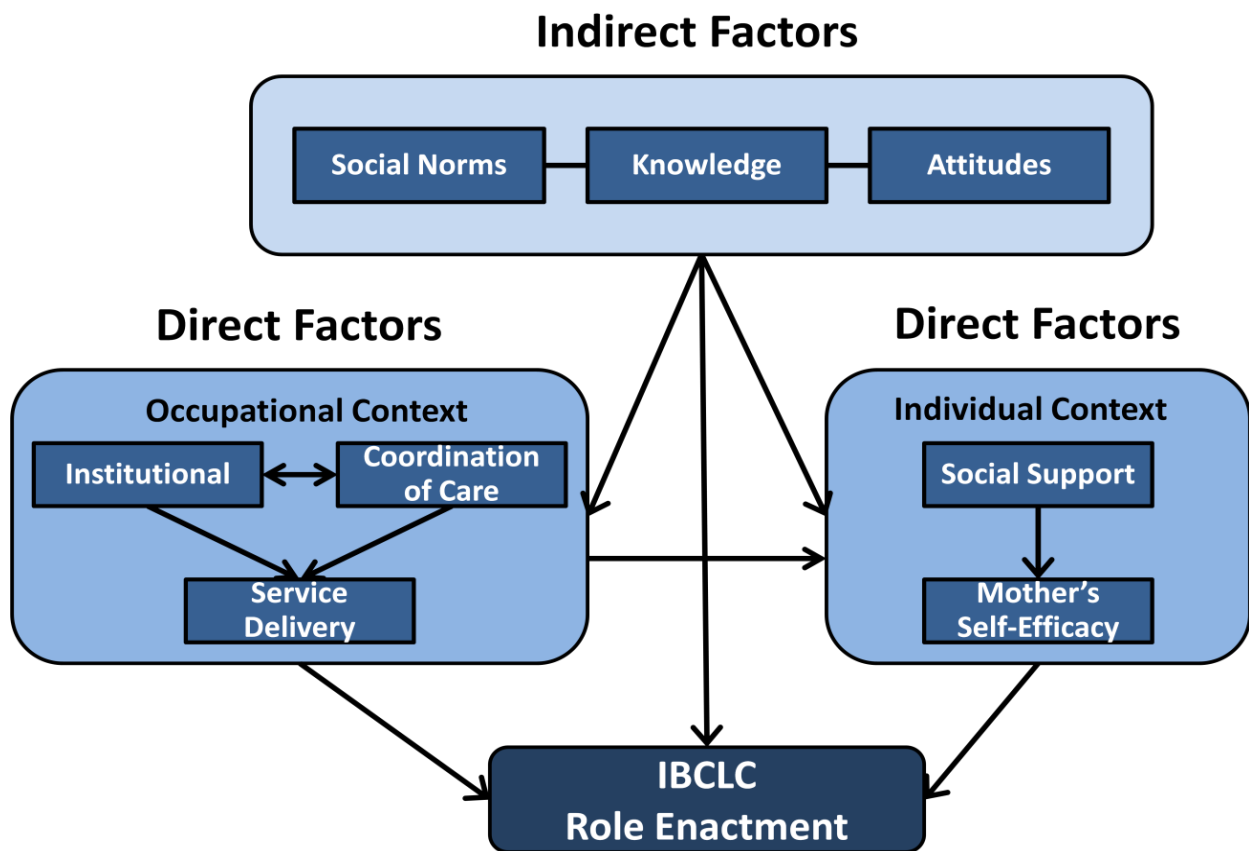 Indirect Factors
Social Norms
Knowledge
Attitudes
Direct Factors
Occupational Context
Institutional
Coordination
of Care
Service
Delivery
Direct Factors
Individual Context
Social Support
Mother’s
Self-Efficacy
IBCLC
Role Enactment